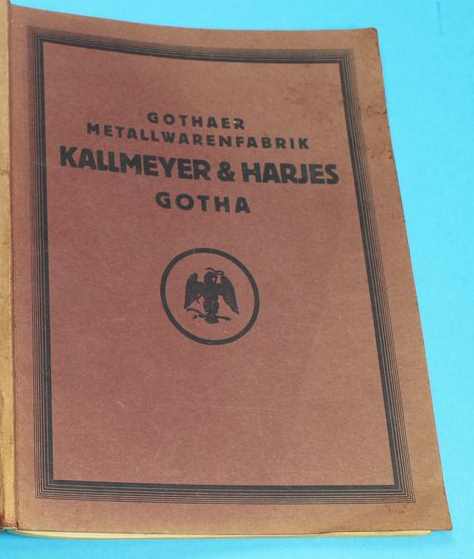 GOTHAER
METALLWARENFABRIK
KALLMEYER & HARJES
GOTHA